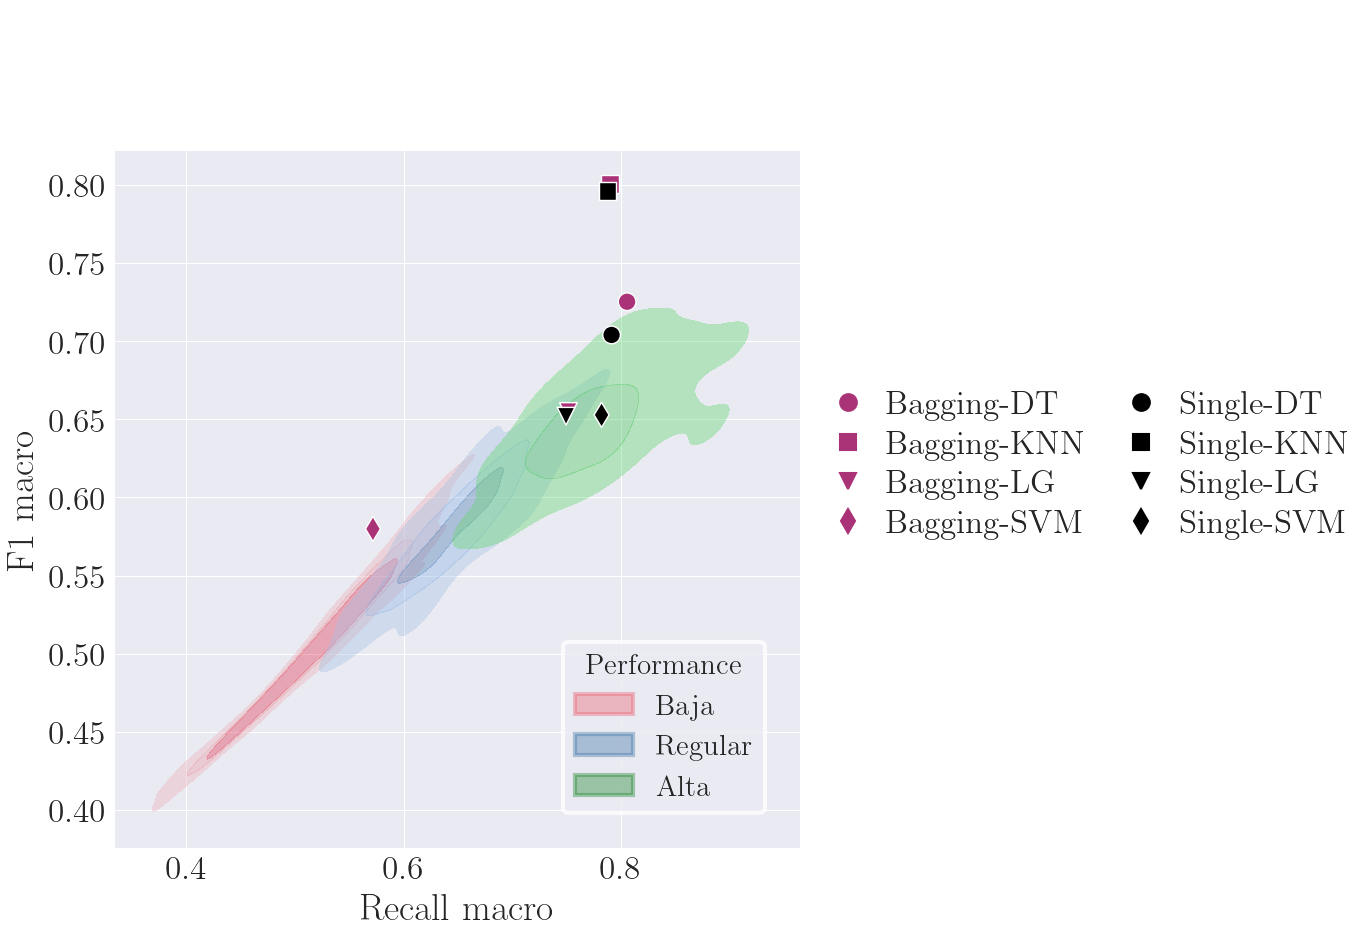 0.80
0.75
0.70
0.65
0.60
0.55
0.50
0.45
0.40
F1 macro
0.4 0.6 0.8
Recall macro
Performance
Baja
Regular
Alta
Bagging-DT
Bagging-KNN
Bagging-LG
Bagging-SVM
Single-DT
Single-KNN
Single-LG
Single-SVM